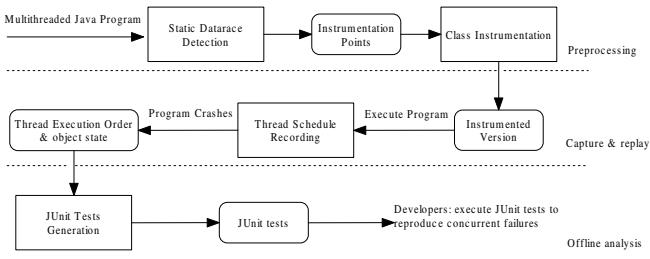 Multithreaded Java Program
Static Datarace
Detection
Instrumentation
Points
Class Instrumentation
Preprocessing
Thread Execution Order
& object state
Program Crashes
Thread Schedule
Recording
Execute Program
Instrumented
Version
Capture & replay
JUnit Tests
Generation
JUnit tests
Developers: execute JUnit tests to
reproduce concurrent failures
Offline analysis